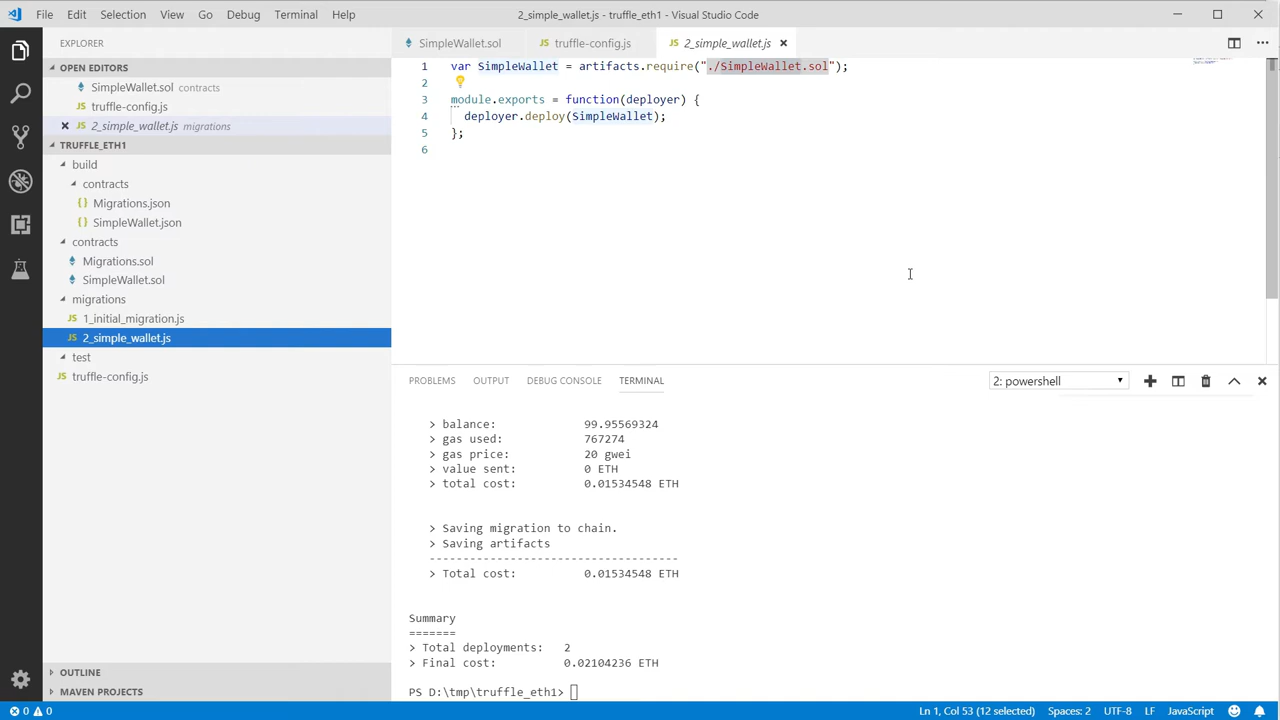 File Edit Selection View Go Debug Terminal Help 2_simple_wallet.js - truffle_eth1 - Visual Studio Code
EXPLORER
OPEN EDITORS
SimpleWallet.sol contracts
truffle-config.js
2_simple_wallet.js migrations
TRUFFLE_ETH1
build
contracts
{} Migrations.json
{} SimpleWallet.json
contracts
Migrations.sol
SimpleWallet.sol
migrations
JS 1_initial_migration.js
JS 2_simple_wallet.js
test
JS truffle-config.js
OUTLINE
MAVEN PROJECTS
SimpleWallet.sol JS truffle-config.js JS 2_simple_wallet.js
1 var SimpleWallet = artifacts.require("./SimpleWallet.sol");
2
3 module.exports = function(deployer) {
4 deployer.deploy(SimpleWallet);
5 };
6
PROBLEMS OUTPUT DEBUG CONSOLE TERMINAL 2: powershell
> balance: 99.95569324
> gas used: 767274
> gas price: 20 gwei
> value sent: 0 ETH
> total cost: 0.01534548 ETH
> Saving migration to chain.
> Saving artifacts
-------------------------------------
> Total cost: 0.01534548 ETH
Summary
=======
> Total deployments: 2
> Final cost: 0.02104236 ETH
PS D:\tmp\truffle_eth1>
0 0 Ln 1, Col 53 (12 selected) Spaces: 2 UTF-8 LF JavaScript